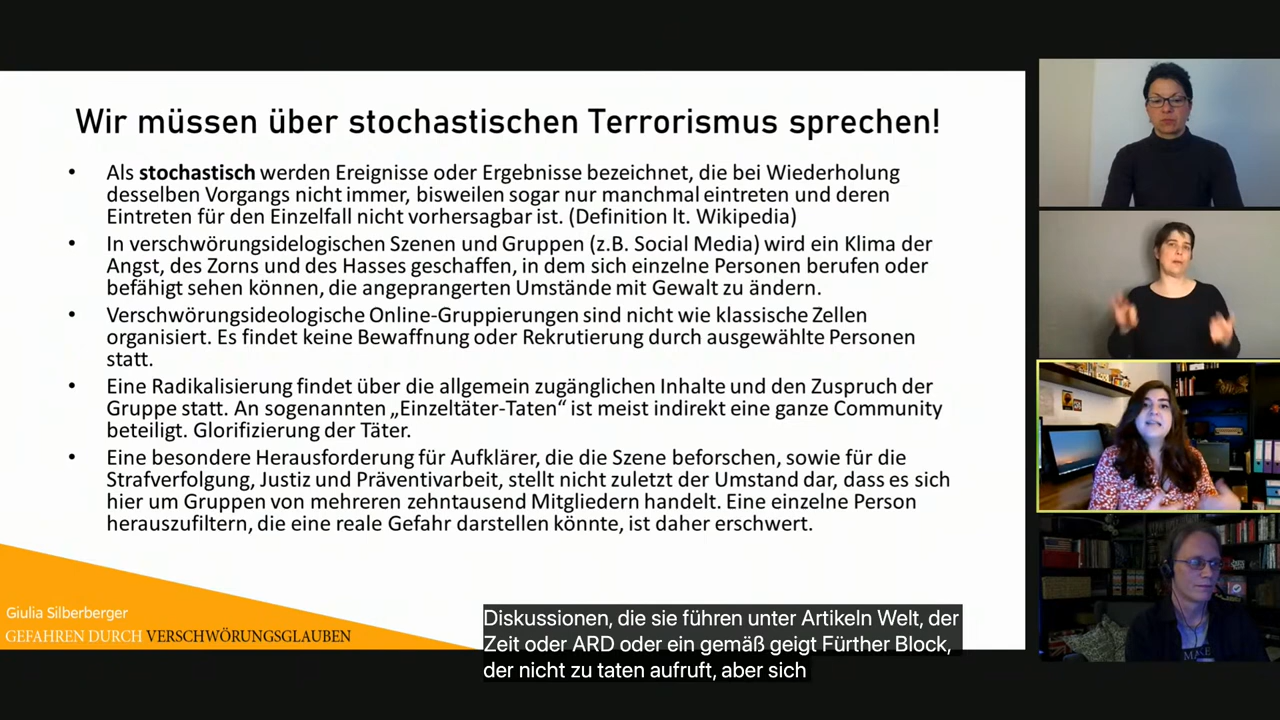 Wir müssen über stochastischen Terrorismus sprechen!
• Als stochastisch werden Ereignisse oder Ergebnisse bezeichnet, die bei Wiederholung
desselben Vorgangs nicht immer, bisweilen sogar nur manchmal eintreten und deren
Eintreten für den Einzelfall nicht vorhersagbar ist. (Definition lt. Wikipedia)
• In verschwörungsidelogischen Szenen und Gruppen (z.B. Social Media) wird ein Klima der
Angst, des Zorns und des Hasses geschaffen, in dem sich einzelne Personen berufen oder
befähigt sehen können, die angeprangerten Umstände mit Gewalt zu ändern.
• Verschwörungsideologische Online-Gruppierungen sind nicht wie klassische Zellen
organisiert. Es findet keine Bewaffnung oder Rekrutierung durch ausgewählte Personen
statt.
• Eine Radikalisierung findet über die allgemein zugänglichen Inhalte und den Zuspruch der
Gruppe statt. An sogenannten „Einzeltäter-Taten“ ist meist indirekt eine ganze Community
beteiligt. Glorifizierung der Täter.
• Eine besondere Herausforderung für Aufklärer, die die Szene beforschen, sowie für die
Strafverfolgung, Justiz und Präventivarbeit, stellt nicht zuletzt der Umstand dar, dass es sich
hier um Gruppen von mehreren zehntausend Mitgliedern handelt. Eine einzelne Person
herauszufiltern, die eine reale Gefahr darstellen könnte, ist daher erschwert.
Giulia Silberberger
GEFAHREN DURCH VERSCHWÖRUNGSGLAUBEN
Diskussionen, die sie führen unter Artikeln Welt, der
Zeit oder ARD oder ein gemäß geigt Fürther Block,
der nicht zu taten aufruft, aber sich